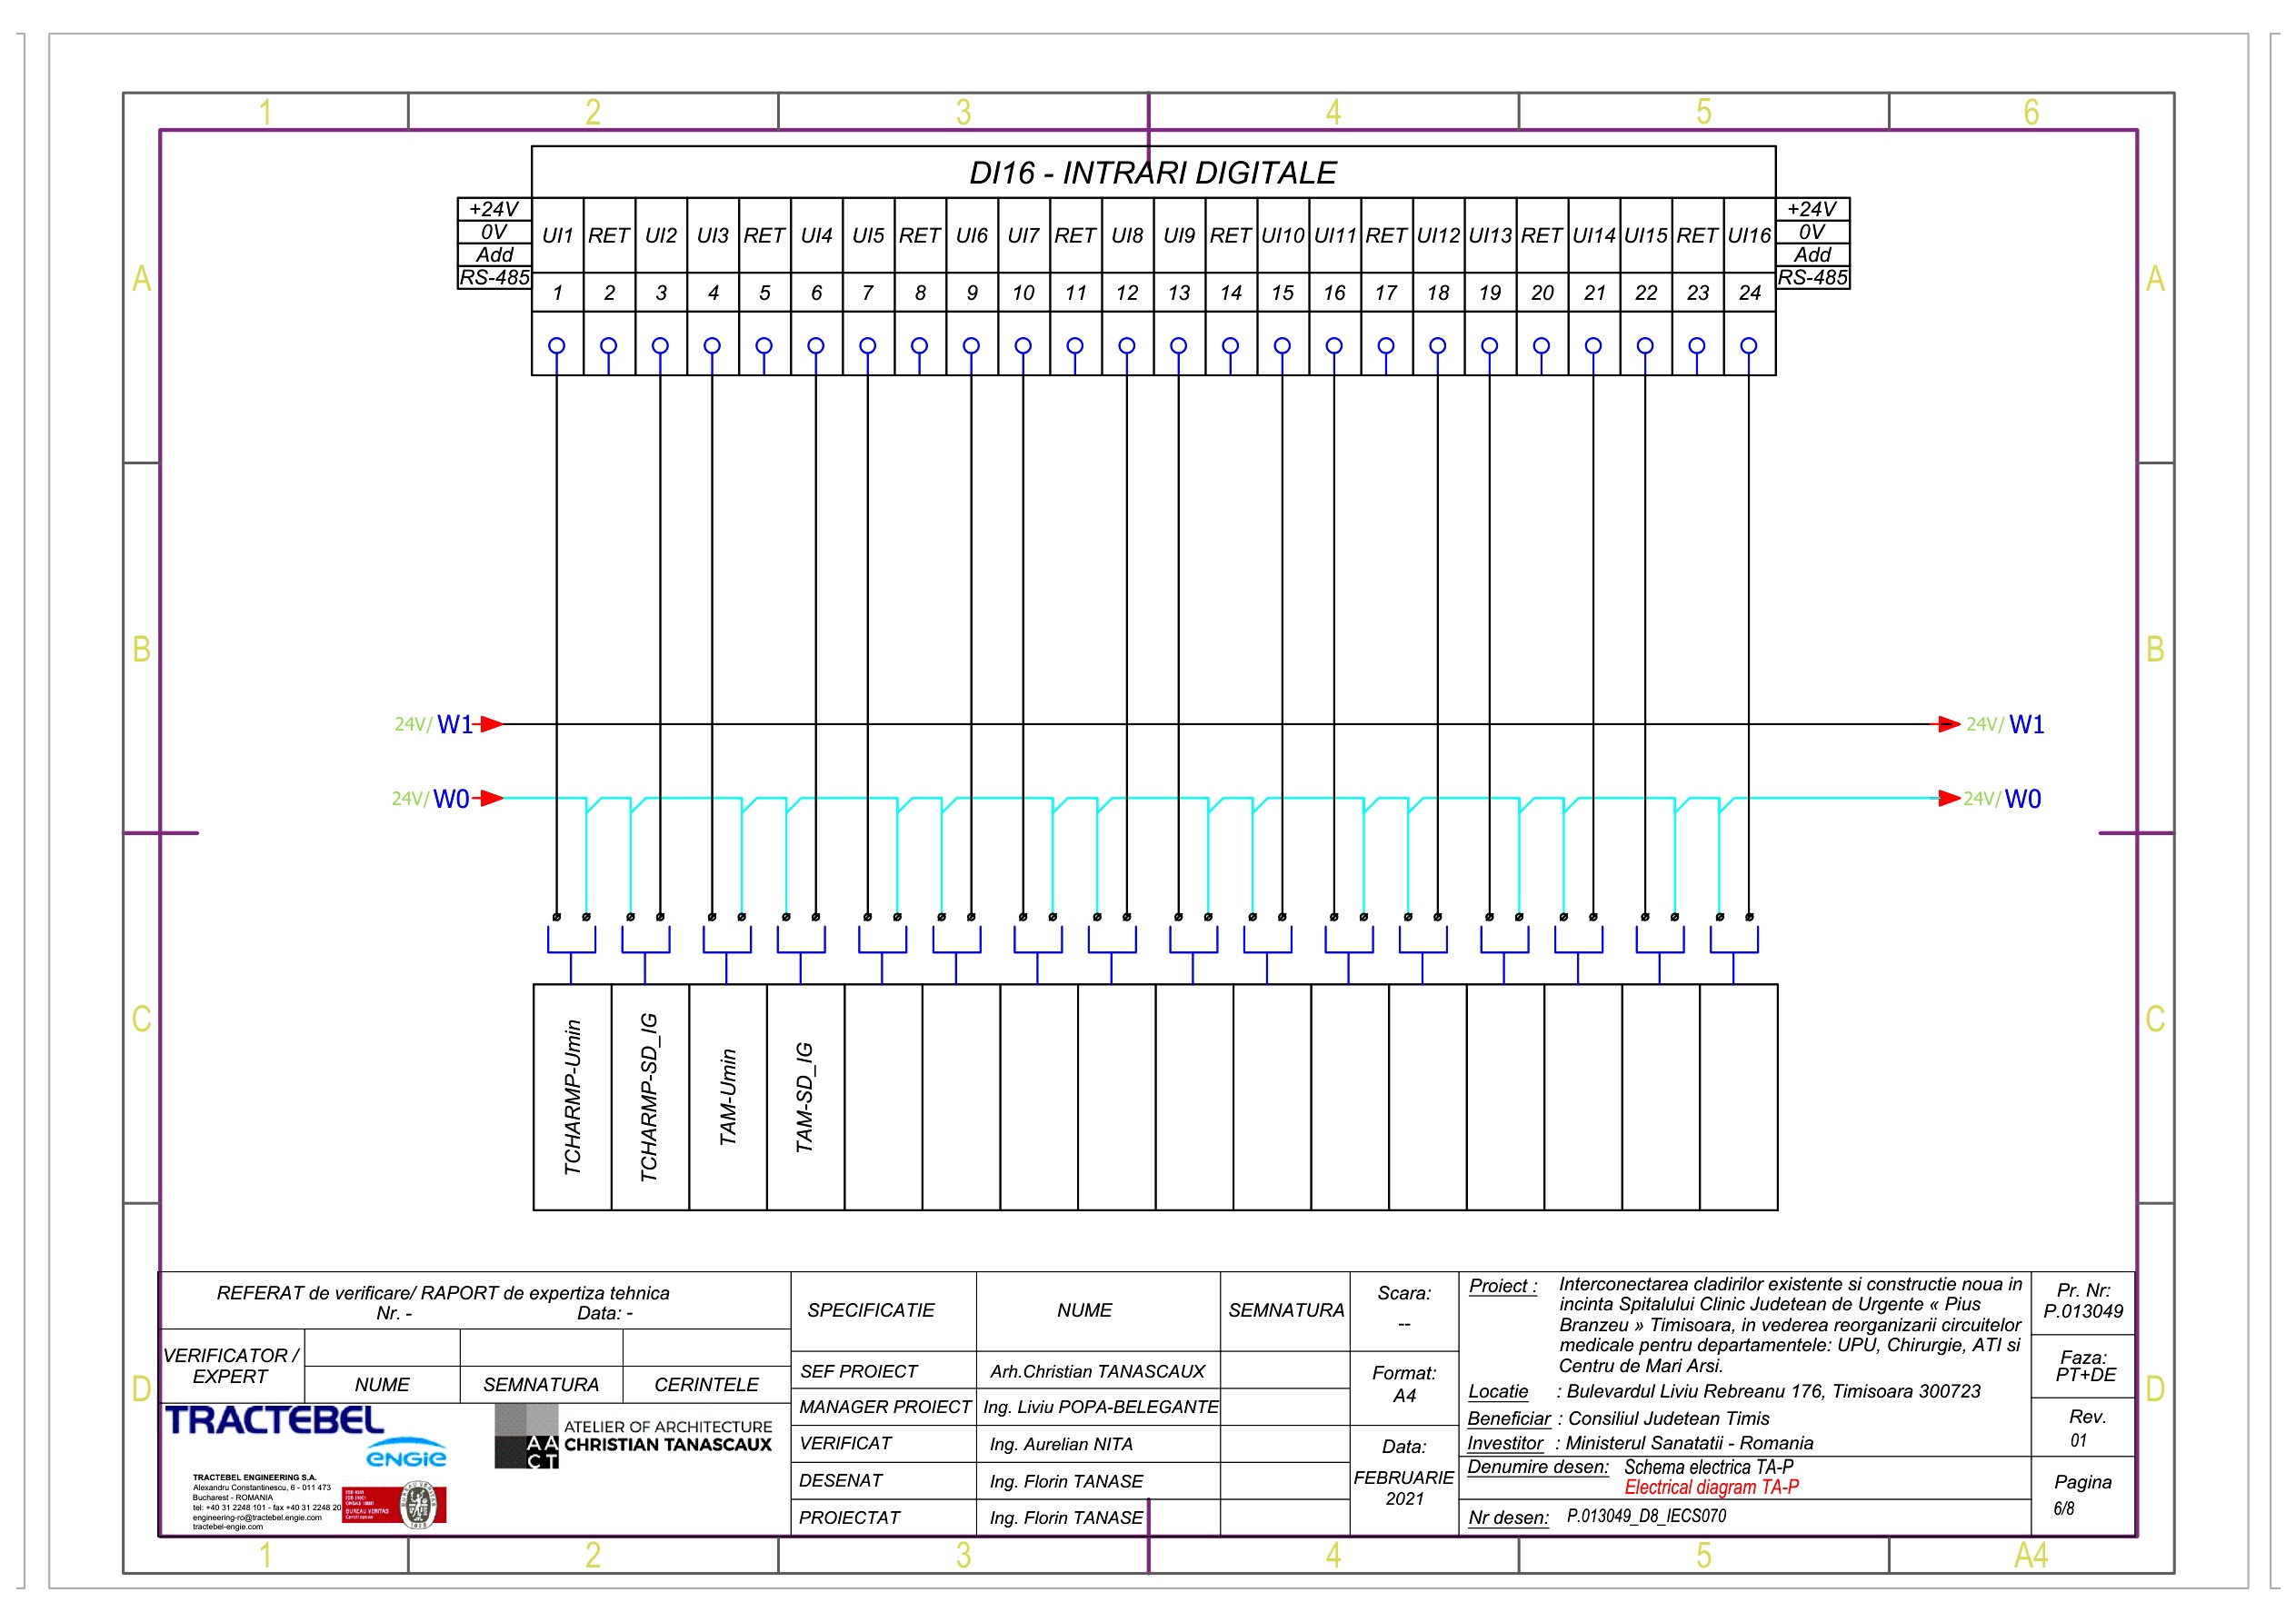 1 2 3 4 5 6
DI16 - INTRARI DIGITALE
+24V
0V
Add
RS-485
UI1 RET UI2 UI3 RET UI4 UI5 RET UI6 UI7 RET UI8 UI9 RET UI10 UI11 RET UI12 UI13 RET UI14 UI15 RET UI16
+24V
0V
Add
RS-485
1 2 3 4 5 6 7 8 9 10 11 12 13 14 15 16 17 18 19 20 21 22 23 24
A A
B B
24V/ W1 24V/ W1
24V/ W0 24V/ W0
C C
TCHARMP-Umin
TCHARMP-SD_IG
TAM-Umin
TAM-SD_IG
D D
REFERAT de verificare/ RAPORT de expertiza tehnica
Nr. - Data: -
VERIFICATOR /
EXPERT
NUME SEMNATURA CERINTELE
TRACTEBEL
ENGIE
TRACTEBEL ENGINEERING S.A.
Alexandru Constantinescu, 6 - 011 473
Bucharest - ROMANIA
tel: +40 31 2248 101 - fax +40 31 2248 20
engineering-ro@tractebel.engie.com
tractebel-engie.com
BUREAU VERITAS
Certification
AA
CT
ATELIER OF ARCHITECTURE
CHRISTIAN TANASCAUX
SPECIFICATIE NUME SEMNATURA
SEF PROIECT Arh.Christian TANASCAUX
MANAGER PROIECT Ing. Liviu POPA-BELEGANTE
VERIFICAT Ing. Aurelian NITA
DESENAT Ing. Florin TANASE
PROIECTAT Ing. Florin TANASE
Scara:
--
Format:
A4
Data:
FEBRUARIE
2021
Proiect : Interconectarea cladirilor existente si constructie noua in
incinta Spitalului Clinic Judetean de Urgente « Pius
Branzeu » Timisoara, in vederea reorganizarii circuitelor
medicale pentru departamentele: UPU, Chirurgie, ATI si
Centru de Mari Arsi.
Locatie : Bulevardul Liviu Rebreanu 176, Timisoara 300723
Beneficiar : Consiliul Judetean Timis
Investitor : Ministerul Sanatatii - Romania
Denumire desen: Schema electrica TA-P
Electrical diagram TA-P
Nr desen: P.013049_D8_IECS070
Pr. Nr:
P.013049
Faza:
PT+DE
Rev.
01
Pagina
6/8
1 2 3 4 5 A4